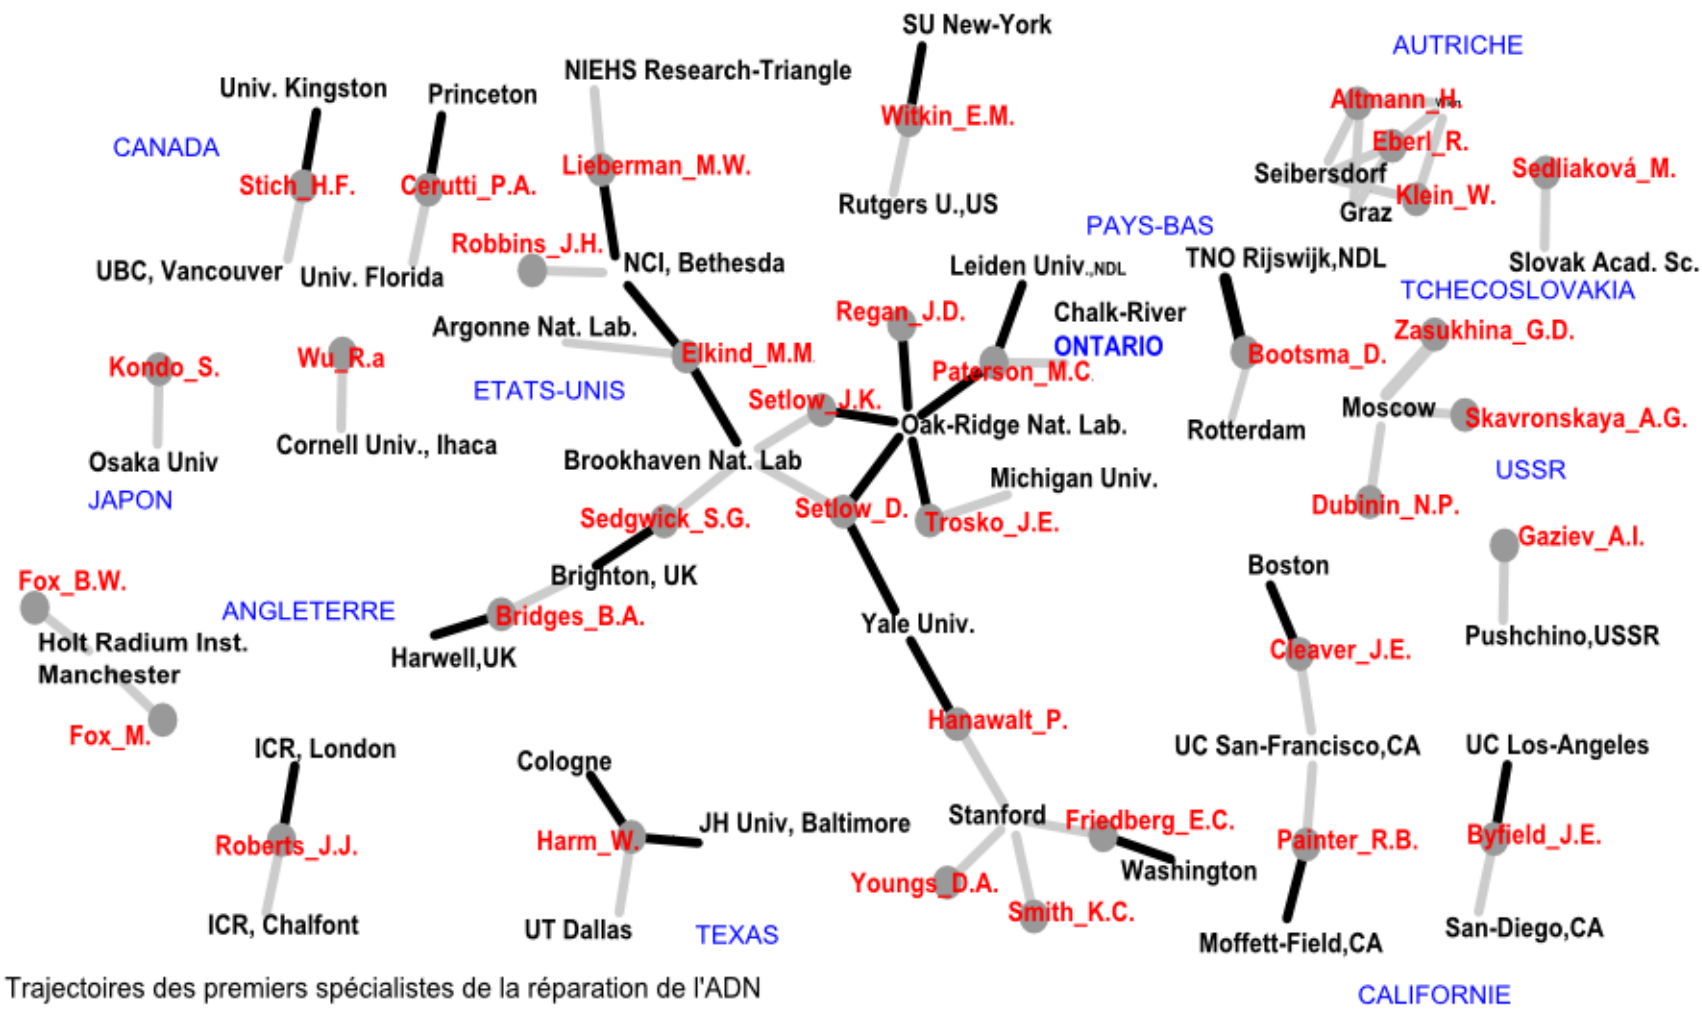 SU New-York
AUTRICHE
NIEHS Research-Triangle
Univ. Kingston
Princeton
Altmann_H.
Witkin_E.M.
CANADA
Eberl_R.
Lieberman_M.W.
Sedliaková_M.
Seibersdorf
Stich_H.F.
Cerutti_P.A.
Klein_W.
Rutgers U.,US
Graz
PAYS-BAS
Robbins_J.H.
TNO Rijswijk,NDL
NCI, Bethesda
Leiden Univ.,NDL
Slovak Acad. Sc.
UBC, Vancouver
Univ. Florida
TCHECOSLOVAKIA
Regan_J.D.
Chalk-River
Argonne Nat. Lab.
Zasukhina_G.D.
ONTARIO
Kondo_S.
Wu_R.a
Elkind_M.M.
Bootsma_D.
Paterson_M.C.
ETATS-UNIS
Setlow_J.K.
Moscow
Skavronskaya_A.G.
Oak-Ridge Nat. Lab.
Rotterdam
Cornell Univ., Ihaca
Osaka Univ
Brookhaven Nat. Lab
USSR
Michigan Univ.
JAPON
Dubinin_N.P.
Sedgwick_S.G.
Setlow_D.
Trosko_J.E.
Gaziev_A.I.
Boston
Brighton, UK
Fox_B.W.
ANGLETERRE
Bridges_B.A.
Yale Univ.
Pushchino,USSR
Holt Radium Inst.
Manchester
Cleaver_J.E.
Harwell,UK
Hanawalt_P.
Fox_M.
ICR, London
UC San-Francisco,CA
UC Los-Angeles
Cologne
Stanford
JH Univ, Baltimore
Friedberg_E.C.
Roberts_J.J.
Harm_W.
Painter_R.B.
Byfield_J.E.
Washington
Youngs_D.A.
Smith_K.C.
ICR, Chalfont
UT Dallas
TEXAS
Moffett-Field,CA
San-Diego,CA
Trajectoires des premiers spécialistes de la réparation de l'ADN
CALIFORNIE